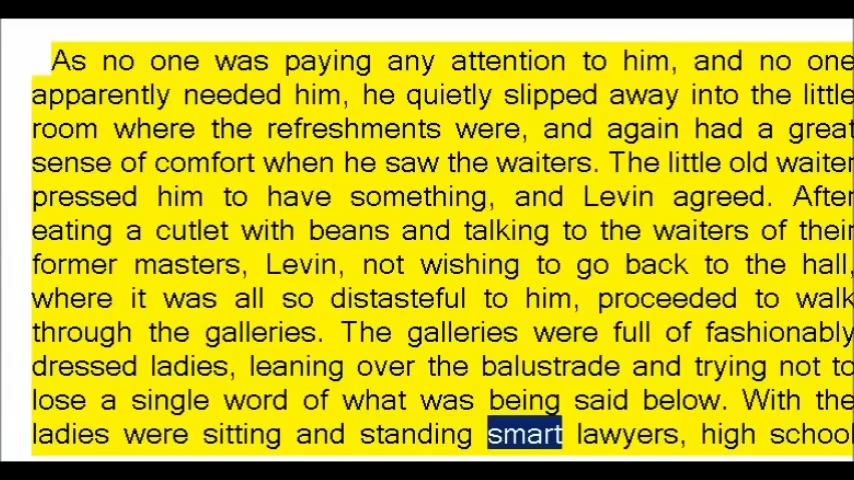 As no one was paying any attention to him, and no one
apparently needed him, he quietly slipped away into the little
room where the refreshments were, and again had a great
sense of comfort when he saw the waiters. The little old waiter
pressed him to have something, and Levin agreed. After
eating a cutlet with beans and talking to the waiters of their
former masters, Levin, not wishing to go back to the hall,
where it was all so distasteful to him, proceeded to walk
through the galleries. The galleries were full of fashionably
dressed ladies, leaning over the balustrade and trying not to
lose a single word of what was being said below. With the
ladies were sitting and standing smart lawyers, high school